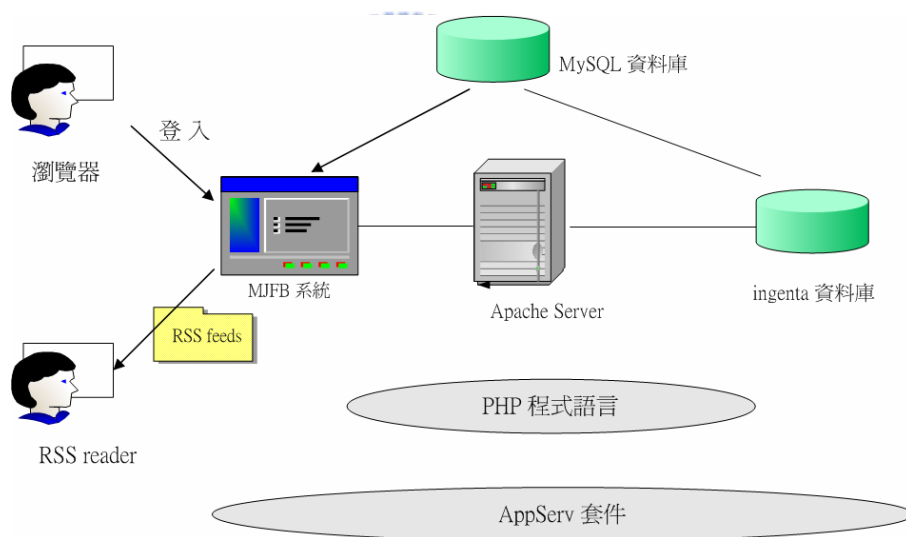 MySQL 資料庫
登 入
瀏覽器
MJFB 系統
Apache Server
ingenta 資料庫
RSS feeds
RSS reader
PHP 程式語言
AppServ 套件